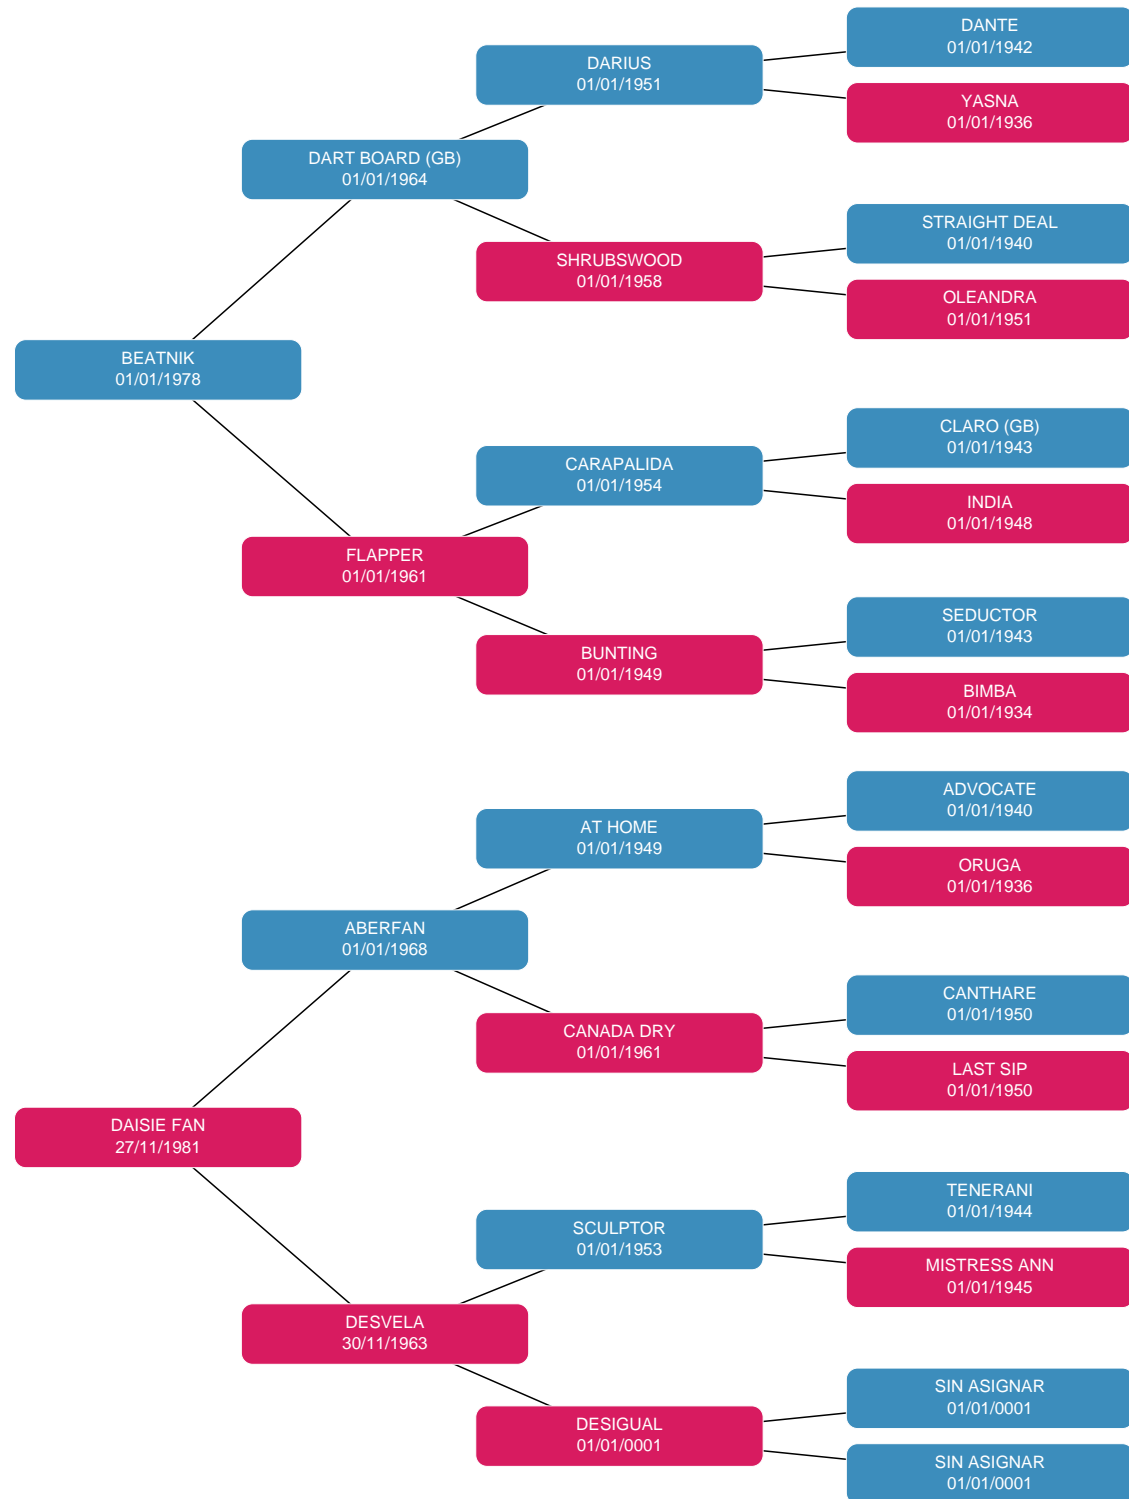 DANTE
01/01/1942
DARIUS
01/01/1951
YASNA
01/01/1936
DART BOARD (GB)
01/01/1964
STRAIGHT DEAL
01/01/1940
SHRUBSWOOD
01/01/1958
OLEANDRA
01/01/1951
BEATNIK
01/01/1978
CLARO (GB)
01/01/1943
CARAPALIDA
01/01/1954
INDIA
01/01/1948
FLAPPER
01/01/1961
SEDUCTOR
01/01/1943
BUNTING
01/01/1949
BIMBA
01/01/1934
ADVOCATE
01/01/1940
AT HOME
01/01/1949
ORUGA
01/01/1936
ABERFAN
01/01/1968
CANTHARE
01/01/1950
CANADA DRY
01/01/1961
LAST SIP
01/01/1950
DAISIE FAN
27/11/1981
TENERANI
01/01/1944
SCULPTOR
01/01/1953
MISTRESS ANN
01/01/1945
DESVELA
30/11/1963
SIN ASIGNAR
01/01/0001
DESIGUAL
01/01/0001
SIN ASIGNAR
01/01/0001